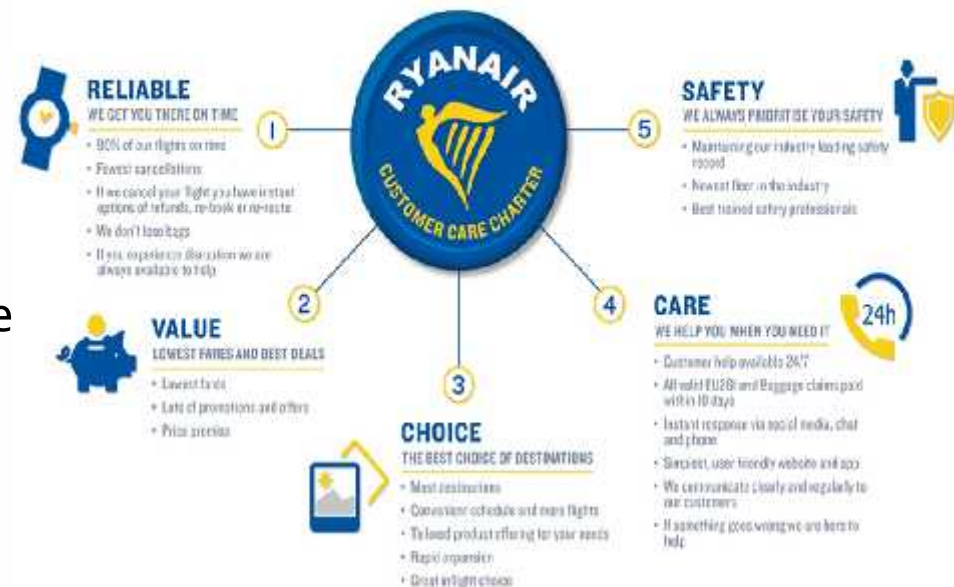 RYANAIR
CUSTOMER CARE CHARTER
1
RELIABLE
WE GET YOU THERE ON TIME
• 90% of our flights on time
• Fewest cancellations
• If we cancel your flight you have instant
options of refunds, re-book or re-route
• We don't lose bags
• If you experience disruption we are
always available to help
e
2
VALUE
LOWEST FARES AND BEST DEALS
• Lowest fares
• Lots of promotions and offers
• Price promise
3
CHOICE
THE BEST CHOICE OF DESTINATIONS
• Most destinations
• Convenient schedule and more flights
• Tailored product offering for your needs
• Rapid expansion
• Great inflight choice
4
CARE
WE HELP YOU WHEN YOU NEED IT
24h
• Customer help available 24/7
• All valid EU261 and Baggage claims paid
within 10 days
• Instant response via social media, chat
and phone
• Simplest, user friendly website and app
• We communicate clearly and regularly to
our customers
• If something goes wrong we are here to
help
5
SAFETY
WE ALWAYS PRIORITISE YOUR SAFETY
• Maintaining our industry leading safety
record
• Newest fleet in the industry
• Best trained safety professionals